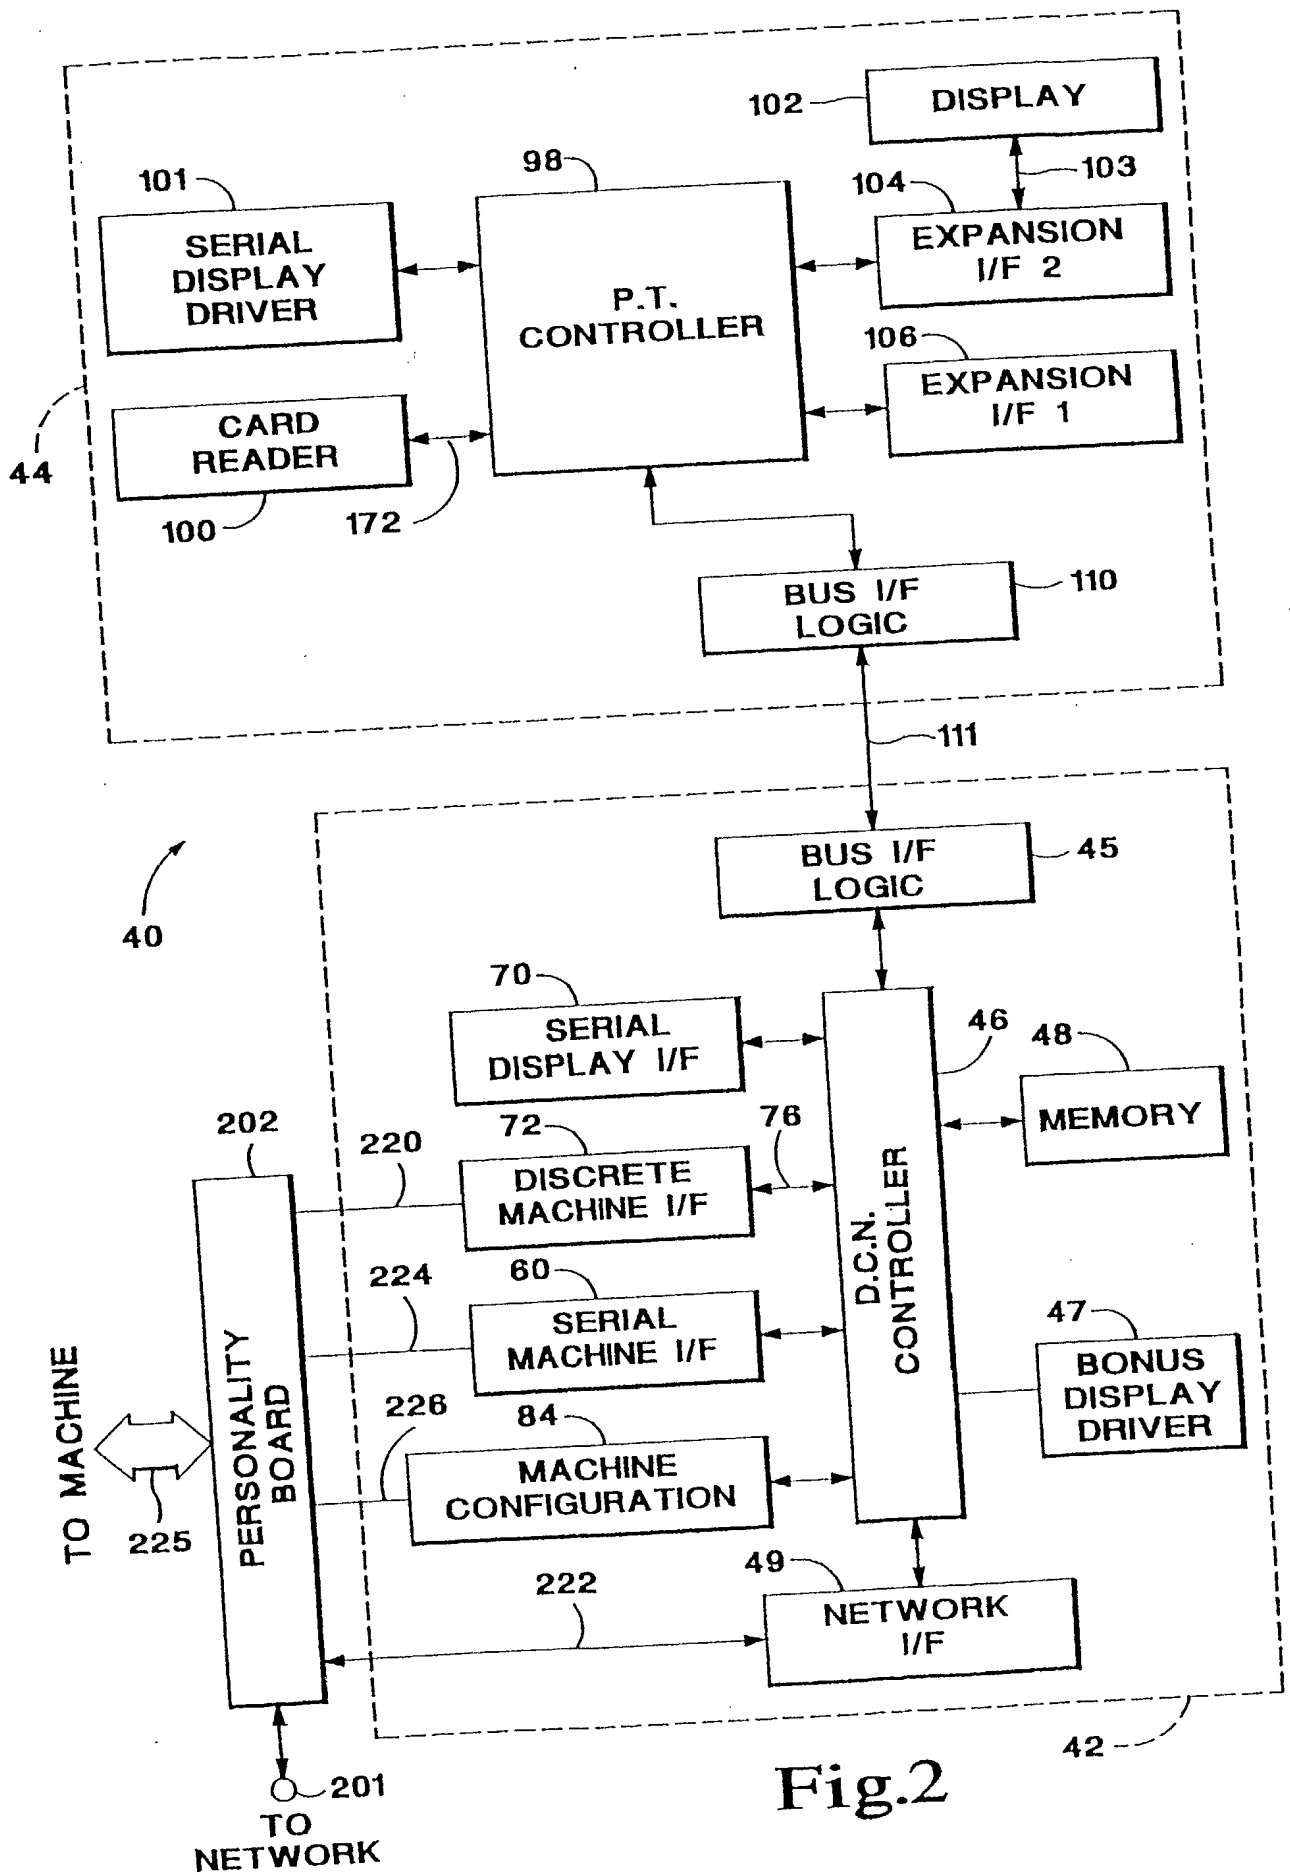 102
DISPLAY
103
101
98
104
SERIAL
DISPLAY
DRIVER
P.T.
CONTROLLER
EXPANSION
I/F 2
106
EXPANSION
I/F 1
44
CARD
READER
100
172
BUS I/F
LOGIC
110
111
40
BUS I/F
LOGIC
45
70
SERIAL
DISPLAY I/F
46
48
MEMORY
202
220
72
DISCRETE
MACHINE I/F
76
D.C.N.
CONTROLLER
224
60
SERIAL
MACHINE I/F
47
BONUS
DISPLAY
DRIVER
226
84
MACHINE
CONFIGURATION
TO MACHINE
225
PERSONALITY
BOARD
222
49
NETWORK
I/F
42
201
TO
NETWORK
Fig.2